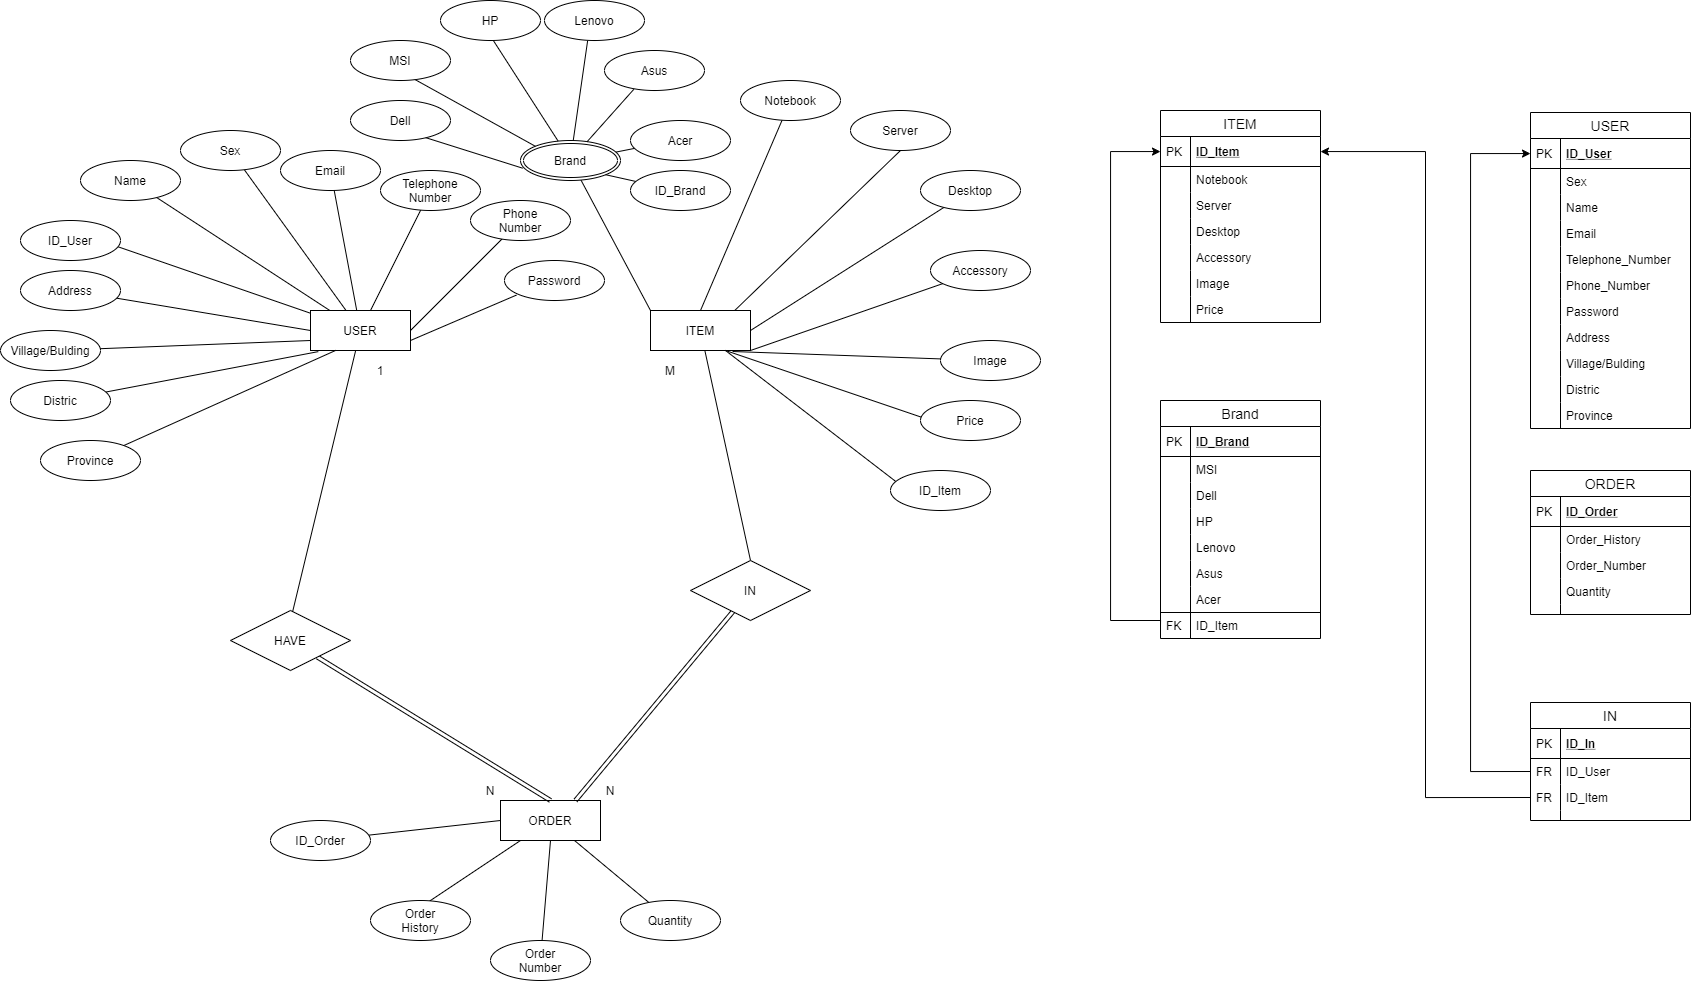 HP
Lenovo
MSI
Asus
Notebook
Dell
Server
Acer
Sex
Brand
Email
Name
Telephone
Number
ID_Brand
Desktop
Phone
Number
ID_User
Accessory
Password
Address
USER
ITEM
Village/Bulding
Image
1
M
Distric
Price
Province
ID_Item
IN
HAVE
N
N
ORDER
ID_Order
Order
History
Quantity
Order
Number
ITEM
PK ID_Item
Notebook
Server
Desktop
Accessory
Image
Price
Brand
PK ID_Brand
MSI
Dell
HP
Lenovo
Asus
Acer
FK ID_Item
USER
PK ID_User
Sex
Name
Email
Telephone_Number
Phone_Number
Password
Address
Village/Bulding
Distric
Province
ORDER
PK ID_Order
Order_History
Order_Number
Quantity
IN
PK ID_In
FR ID_User
FR ID_Item